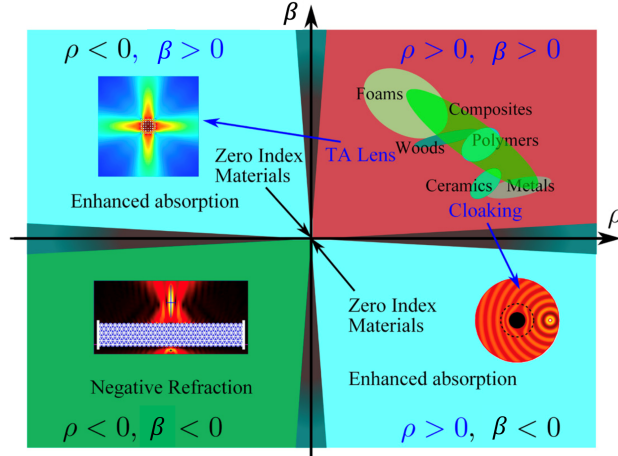 β
ρ < 0, β > 0
ρ > 0, β > 0
Foams
Composites
TA Lens
Woods
Polymers
Zero Index
Materials
Ceramics
Metals
Enhanced absorption
Cloaking
ρ
Zero Index
Materials
Negative Refraction
Enhanced absorption
ρ < 0, β < 0
ρ > 0, β < 0